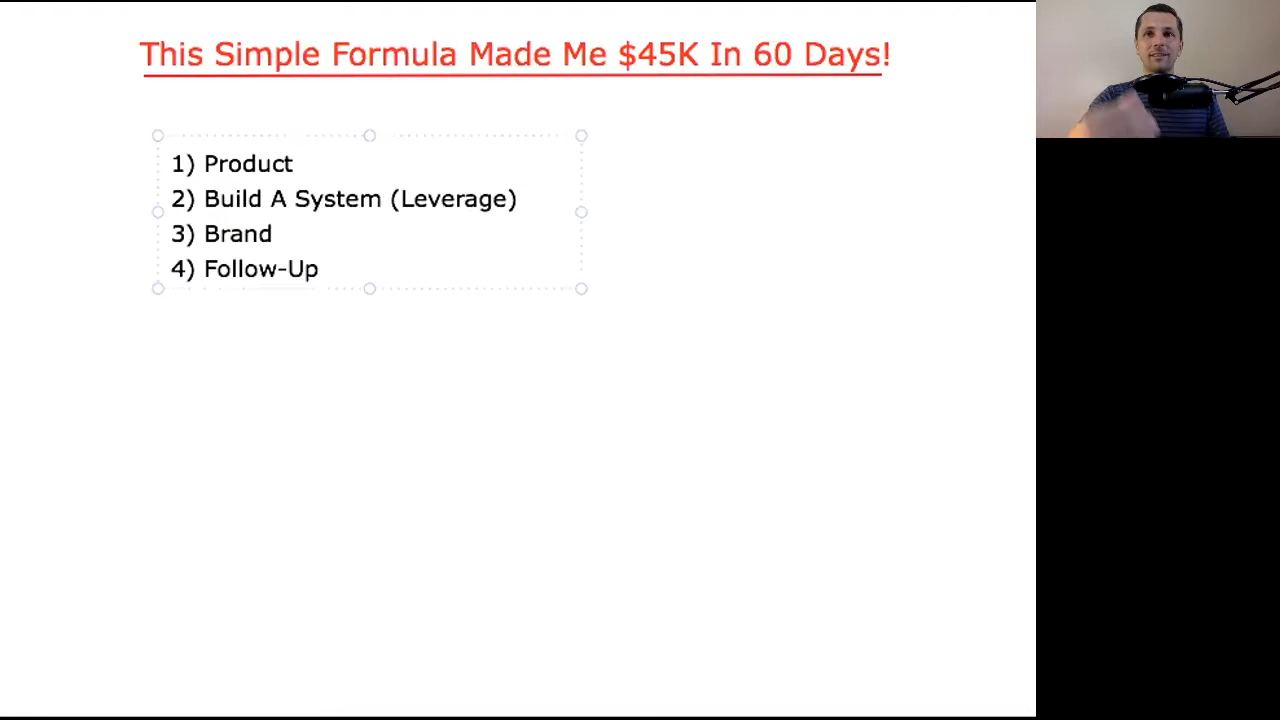 This Simple Formula Made Me $45K In 60 Days!
1) Product
2) Build A System (Leverage)
3) Brand
4) Follow-Up